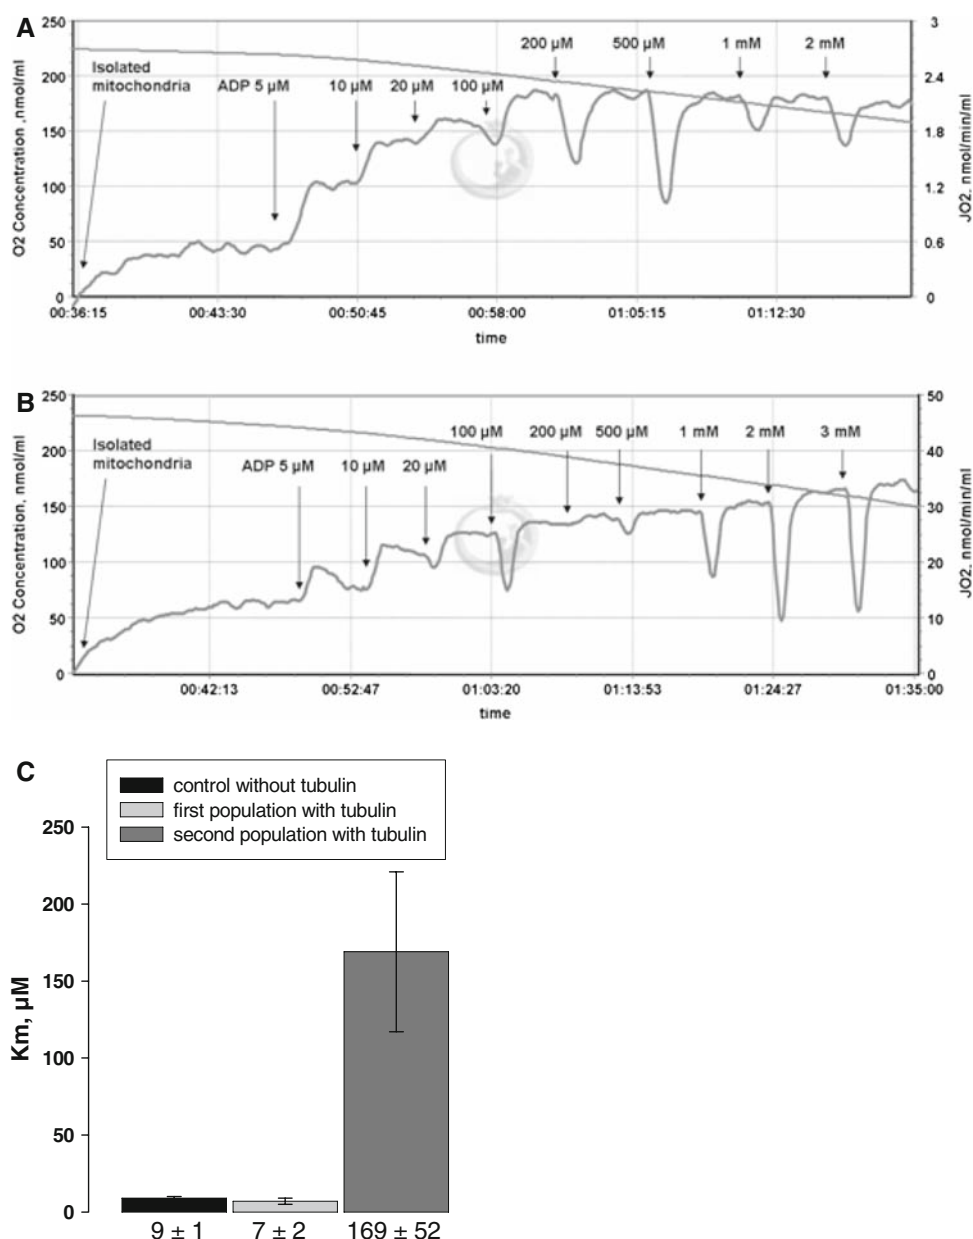 A
250
200
150
100
50
0
O2 Concentration ,nmol/ml
Isolated
mitochondria
ADP 5 µM
10 µM
20 µM
100 µM
200 µM
500 µM
1 mM
2 mM
3
2.4
1.8
1.2
0.6
0
JO2, nmol/min/ml
00:36:15
00:43:30
00:50:45
00:58:00
01:05:15
01:12:30
time
B
250
200
150
100
50
0
O2 Concentration, nmol/ml
Isolated
mitochondria
ADP 5 µM
10 µM
20 µM
100 µM
200 µM
500 µM
1 mM
2 mM
3 mM
50
40
30
20
10
0
JO2, nmol/min/ml
00:42:13
00:52:47
01:03:20
01:13:53
01:24:27
01:35:00
time
C
control without tubulin
first population with tubulin
second population with tubulin
250
200
150
100
50
0
Km, µM
9 ± 1
7 ± 2
169 ± 52